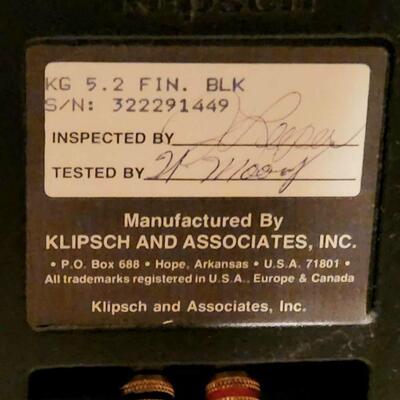 klipsch
KG 5.2 FIN. BLK
S/N: 322291449
INSPECTED BY
TESTED BY
Manufactured By
KLIPSCH AND ASSOCIATES, INC.
• P.O. Box 688 • Hope, Arkansas • U.S.A. 71801 •
All trademarks registered in U.S.A., Europe & Canada
Klipsch and Associates, Inc.